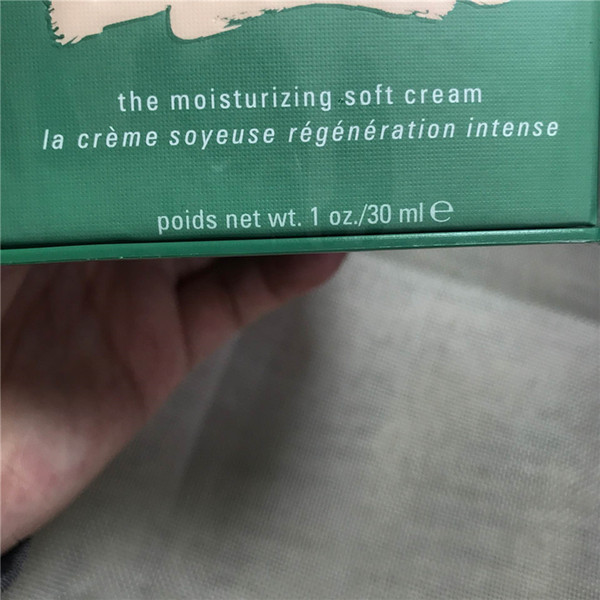 the moisturizing soft cream
la crème soyeuse régénération intense
poids net wt. 1 oz./30 ml ℮